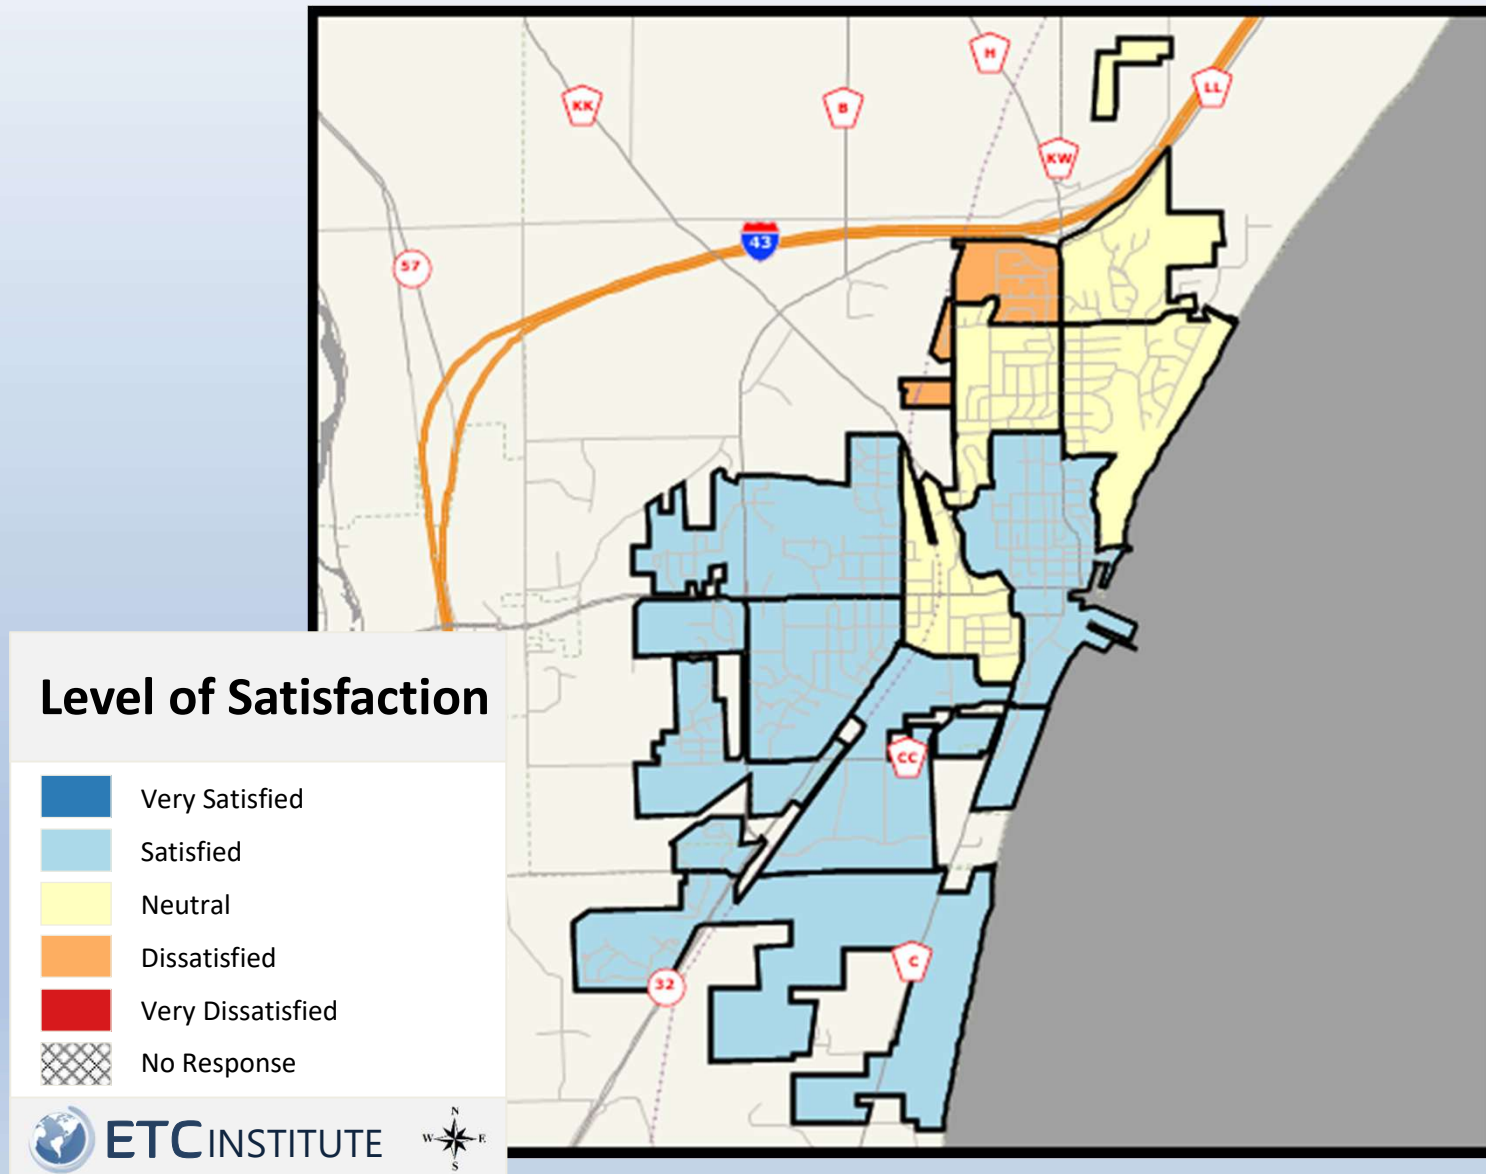 H
KK
B
LL
KW
43
57
CC
C
32
Level of Satisfaction
Very Satisfied
Satisfied
Neutral
Dissatisfied
Very Dissatisfied
No Response
ETC INSTITUTE
N
W E
S